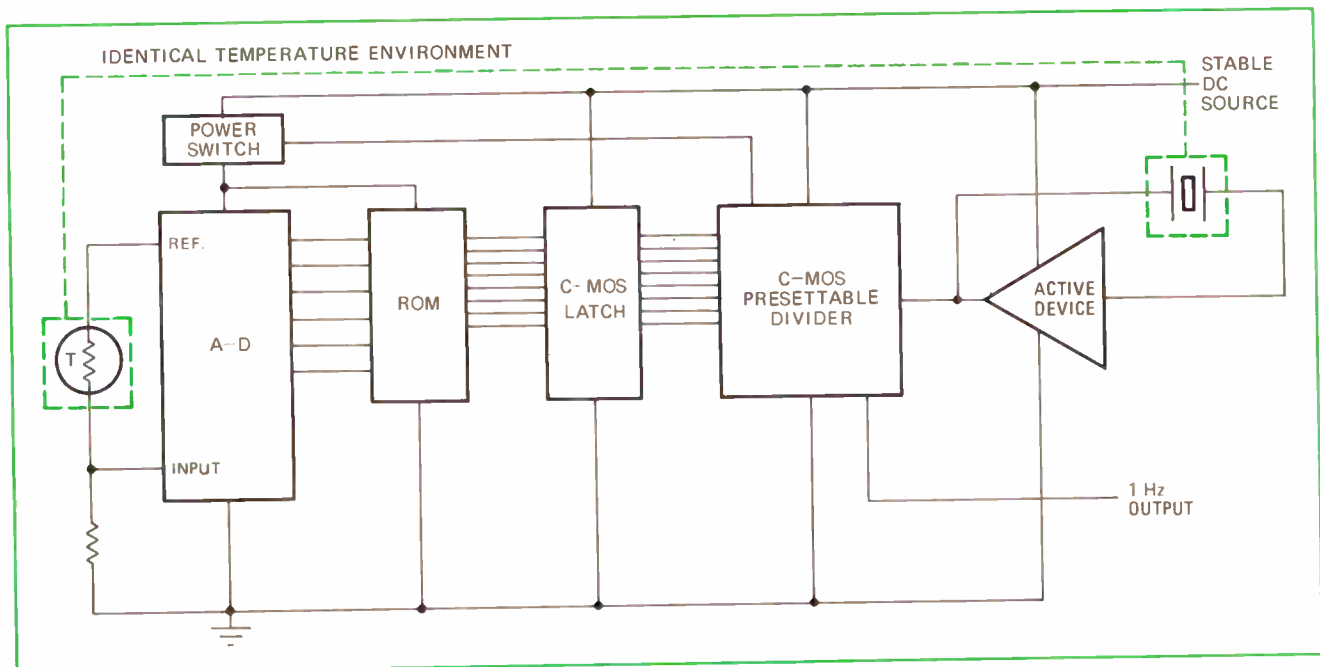 IDENTICAL TEMPERATURE ENVIRONMENT
STABLE
DC
SOURCE
POWER
SWITCH
REF.
A-D
INPUT
T
ROM
C-MOS
LATCH
C-MOS
PRESETTABLE
DIVIDER
ACTIVE
DEVICE
1 Hz
OUTPUT